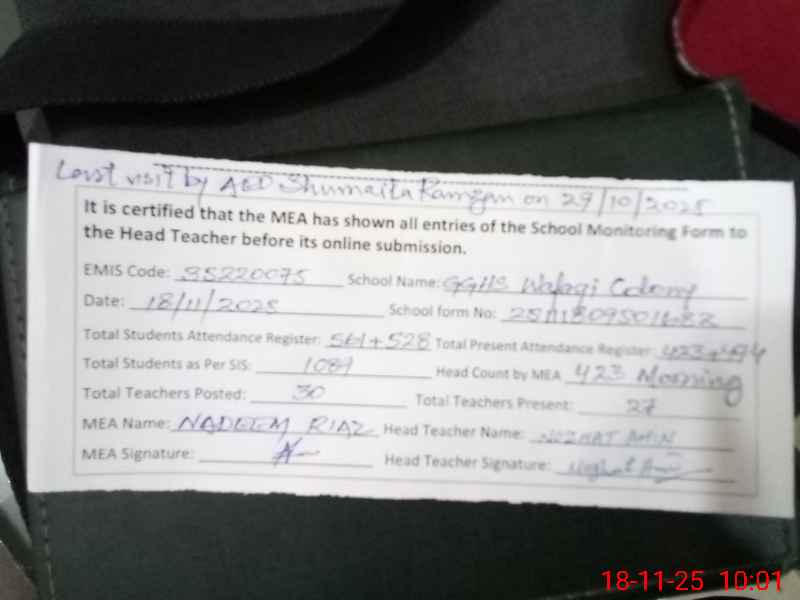 Last visit by AEO Shumaila Ramzan on 29/10/2025
It is certified that the MEA has shown all entries of the School Monitoring Form to
the Head Teacher before its online submission.
EMIS Code: 35220075 School Name: GGHS Wafaqi Colony
Date: 18/11/2025 School form No:
Total Students Attendance Register: 561+528 Total Present Attendance Register:
Total Students as Per SIS: 1089 Head Count by MEA 423 Morning
Total Teachers Posted: 30 Total Teachers Present: 27
MEA Name: NADEEM RIAZ Head Teacher Name: NUZHAT AMIN
MEA Signature: Head Teacher Signature:
18-11-25 10:01